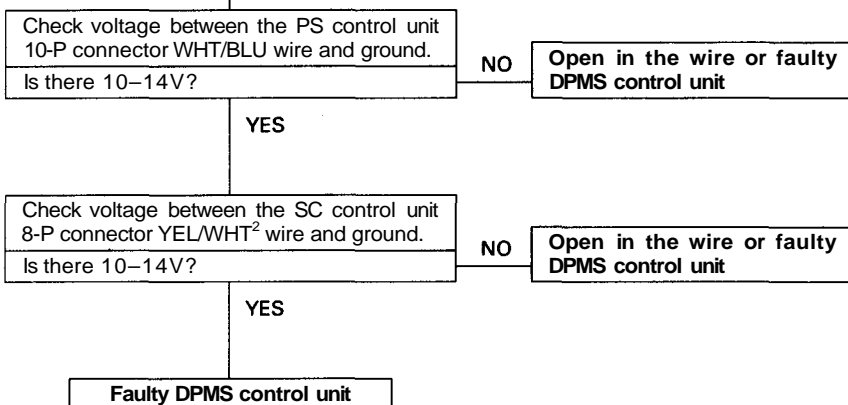 Check voltage between the PS control unit
10-P connector WHT/BLU wire and ground.
Is there 10–14V?
NO
Open in the wire or faulty
DPMS control unit
YES
Check voltage between the SC control unit
8-P connector YEL/WHT² wire and ground.
Is there 10–14V?
NO
Open in the wire or faulty
DPMS control unit
YES
Faulty DPMS control unit